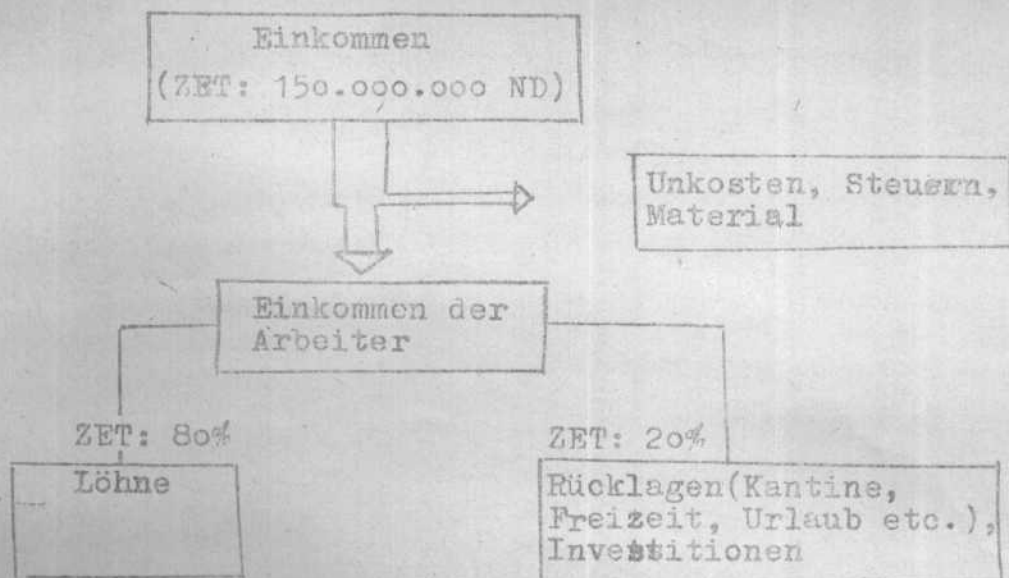 Einkommen
(ZET: 150.000.000 ND)
Unkosten, Steuern,
Material
Einkommen der
Arbeiter
ZET: 80%
ZET: 20%
Löhne
Rücklagen(Kantine,
Freizeit, Urlaub etc.),
Investitionen